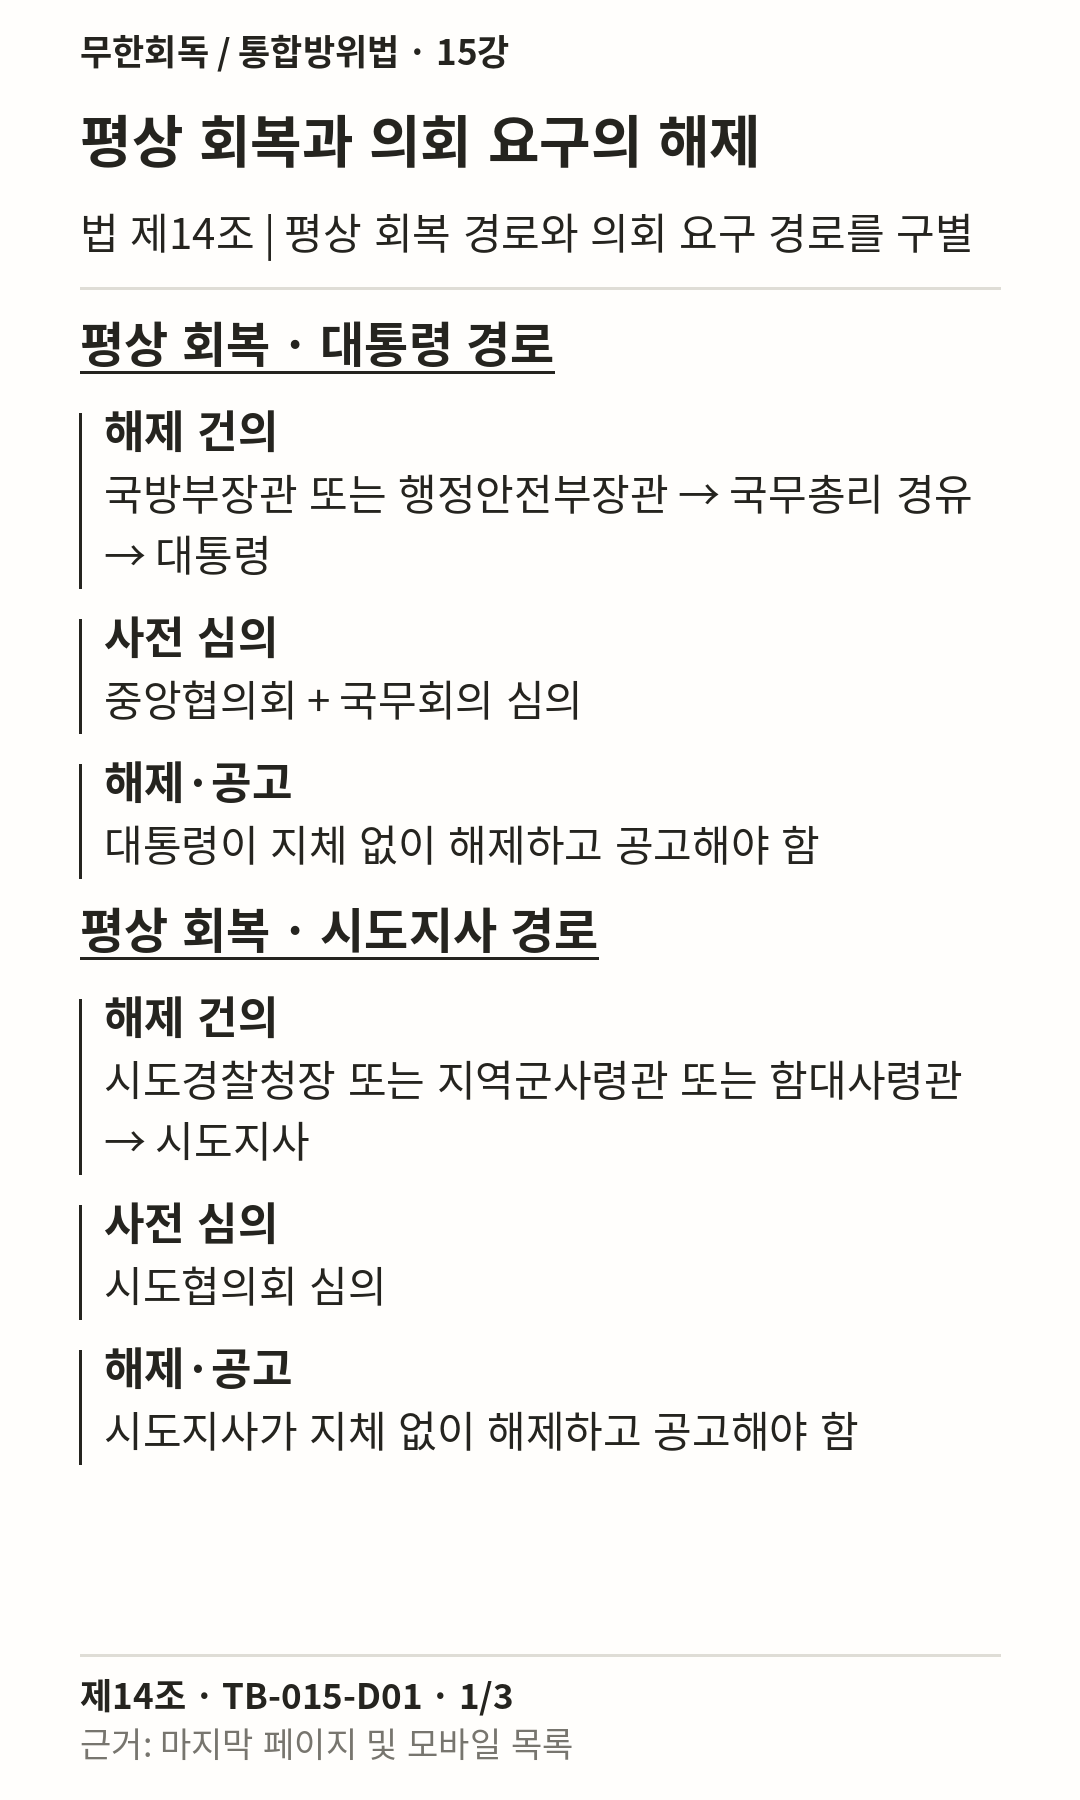 무한회독 / 통합방위법 · 15강
평상 회복과 의회 요구의 해제
법 제14조 | 평상 회복 경로와 의회 요구 경로를 구별
평상 회복 · 대통령 경로
해제 건의
국방부장관 또는 행정안전부장관 → 국무총리 경유
→ 대통령
사전 심의
중앙협의회 + 국무회의 심의
해제·공고
대통령이 지체 없이 해제하고 공고해야 함
평상 회복 · 시도지사 경로
해제 건의
시도경찰청장 또는 지역군사령관 또는 함대사령관
→ 시도지사
사전 심의
시도협의회 심의
해제·공고
시도지사가 지체 없이 해제하고 공고해야 함
제14조 · TB-015-D01 · 1/3
근거: 마지막 페이지 및 모바일 목록